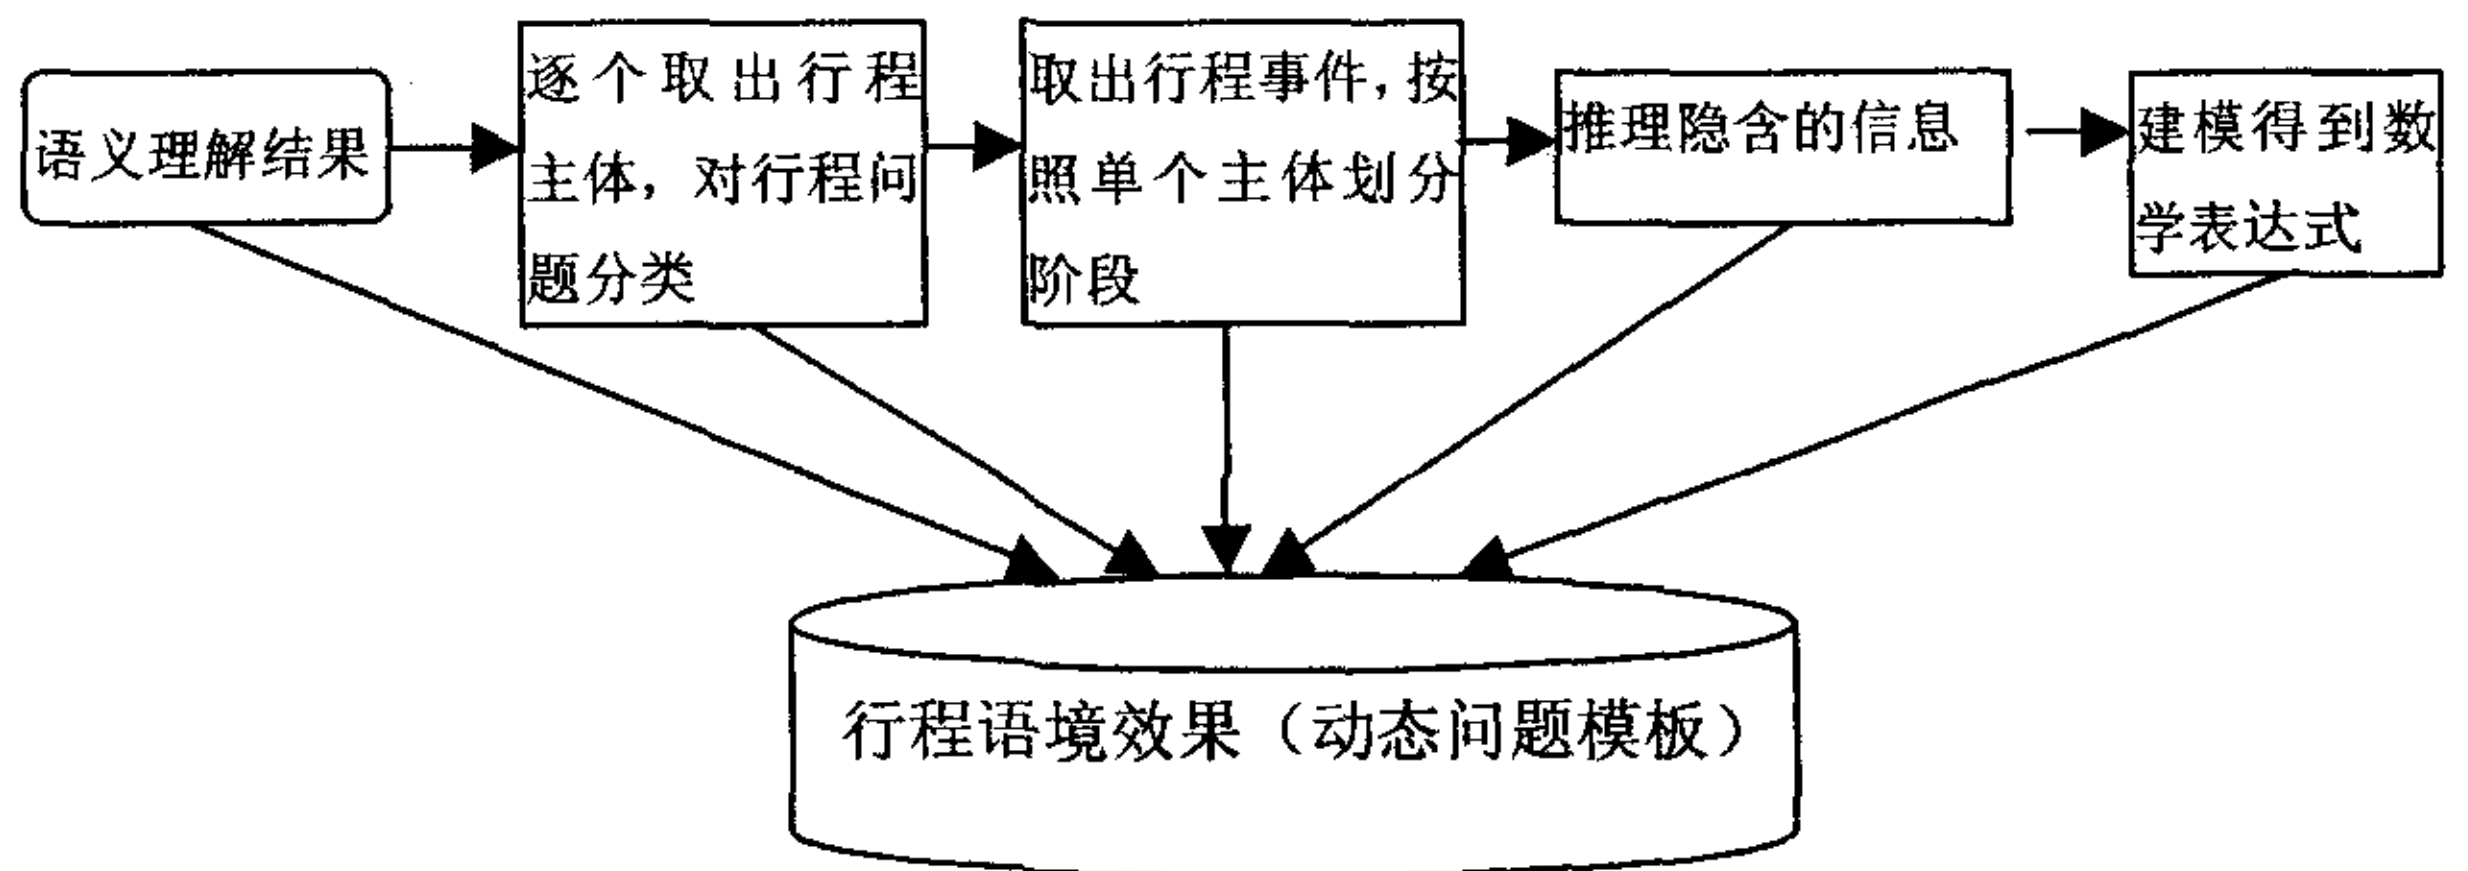 语义理解结果
逐个取出行程
主体，对行程问
题分类
取出行程事件，按
照单个主体划分
阶段
推理隐含的信息
建模得到数
学表达式
行程语境效果（动态问题模板）